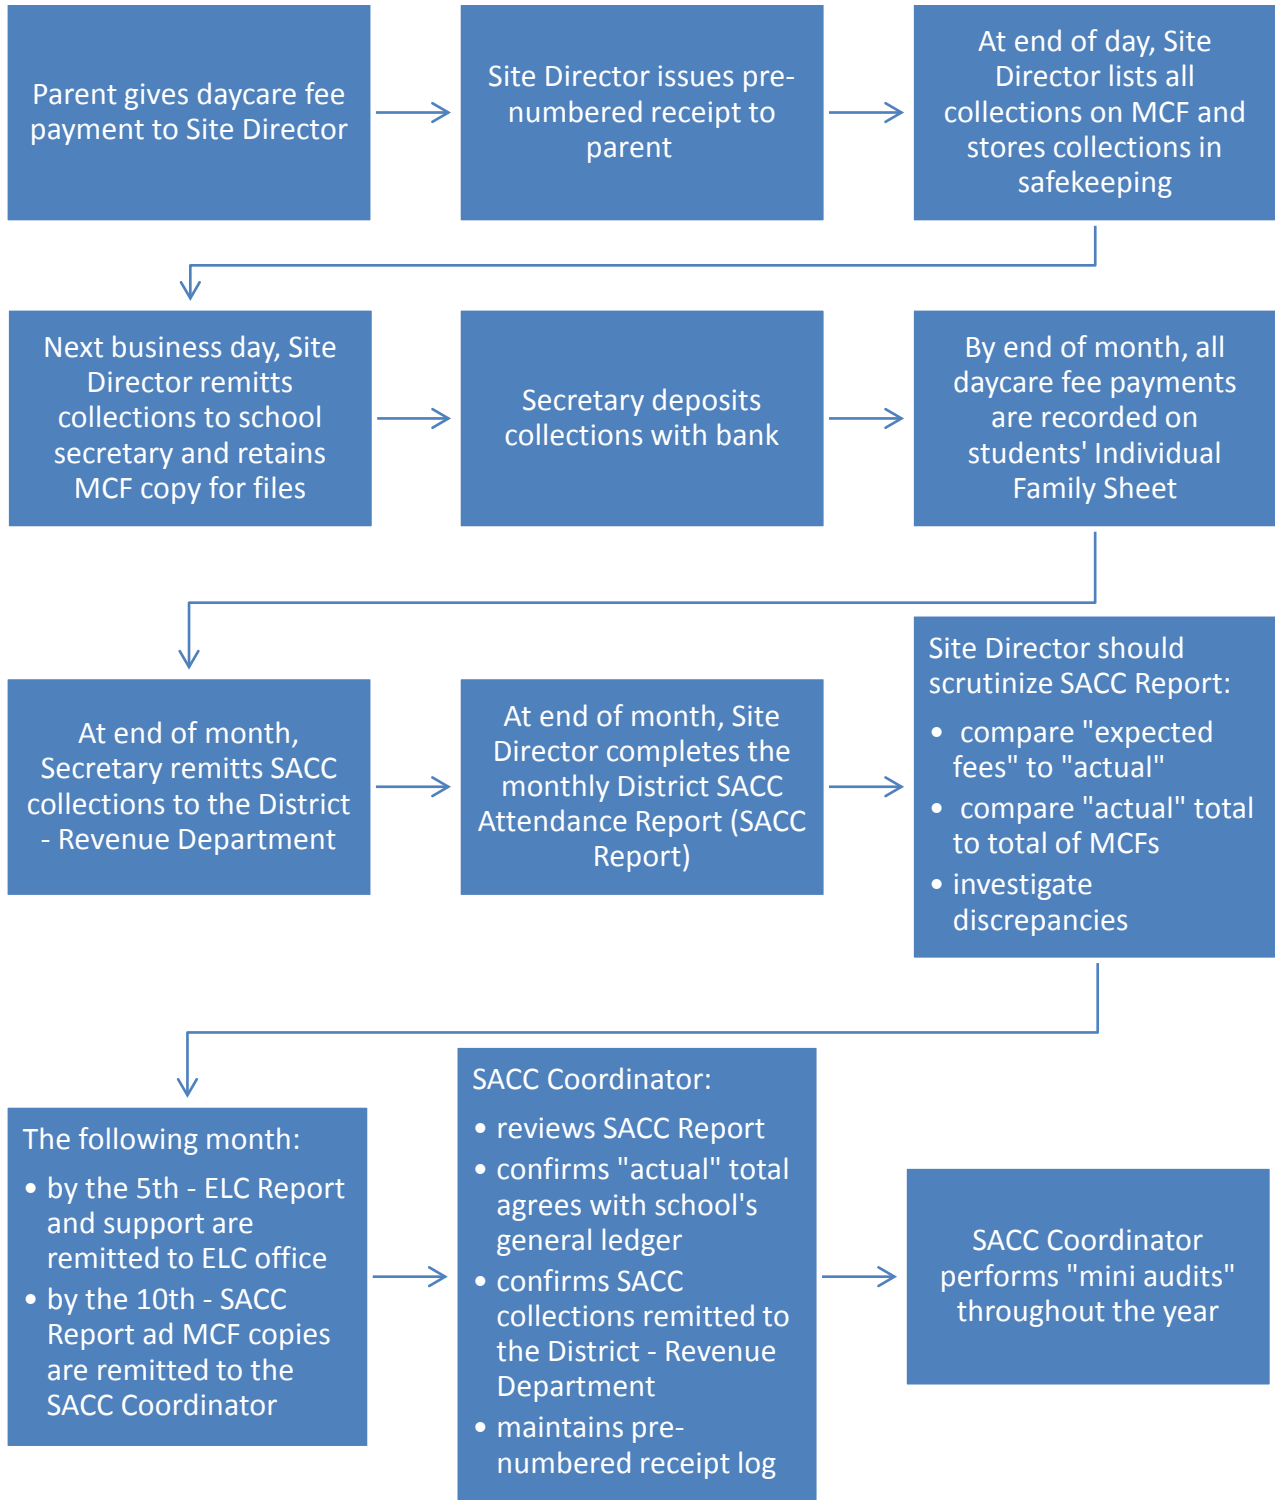 Parent gives daycare fee
payment to Site Director
Site Director issues pre-
numbered receipt to
parent
At end of day, Site
Director lists all
collections on MCF and
stores collections in
safekeeping
Next business day, Site
Director remitts
collections to school
secretary and retains
MCF copy for files
Secretary deposits
collections with bank
By end of month, all
daycare fee payments
are recorded on
students' Individual
Family Sheet
At end of month,
Secretary remitts SACC
collections to the District
- Revenue Department
At end of month, Site
Director completes the
monthly District SACC
Attendance Report (SACC
Report)
Site Director should
scrutinize SACC Report:
• compare "expected
fees" to "actual"
• compare "actual" total
to total of MCFs
• investigate
discrepancies
The following month:
• by the 5th - ELC Report
and support are
remitted to ELC office
• by the 10th - SACC
Report ad MCF copies
are remitted to the
SACC Coordinator
SACC Coordinator:
• reviews SACC Report
• confirms "actual" total
agrees with school's
general ledger
• confirms SACC
collections remitted to
the District - Revenue
Department
• maintains pre-
numbered receipt log
SACC Coordinator
performs "mini audits"
throughout the year